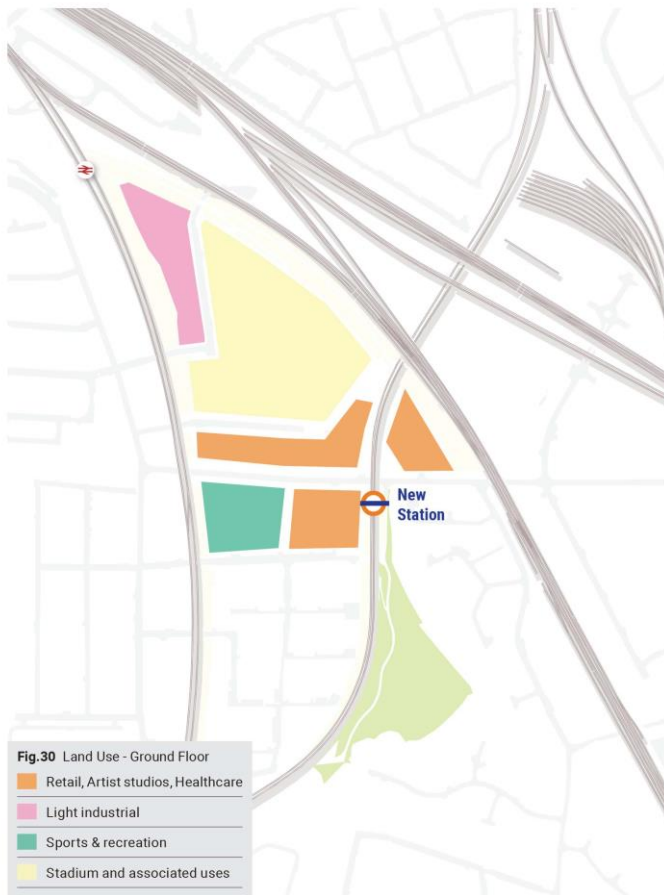 New
Station
Fig.30 Land Use - Ground Floor
Retail, Artist studios, Healthcare
Light industrial
Sports & recreation
Stadium and associated uses